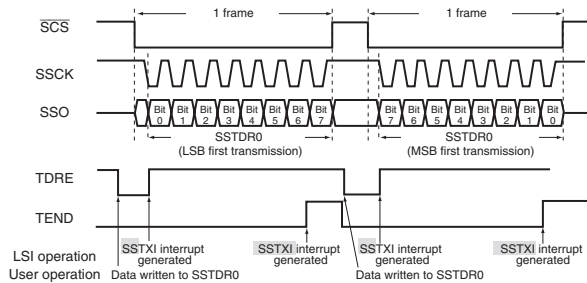 1 frame 1 frame
SCS
SSCK
SSO Bit 0 Bit 1 Bit 2 Bit 3 Bit 4 Bit 5 Bit 6 Bit 7 Bit 7 Bit 6 Bit 5 Bit 4 Bit 3 Bit 2 Bit 1 Bit 0
SSTDR0 SSTDR0
(LSB first transmission) (MSB first transmission)
TDRE
TEND
LSI operation SSTXI interrupt generated SSTXI interrupt generated SSTXI interrupt generated SSTXI interrupt generated
User operation Data written to SSTDR0 Data written to SSTDR0